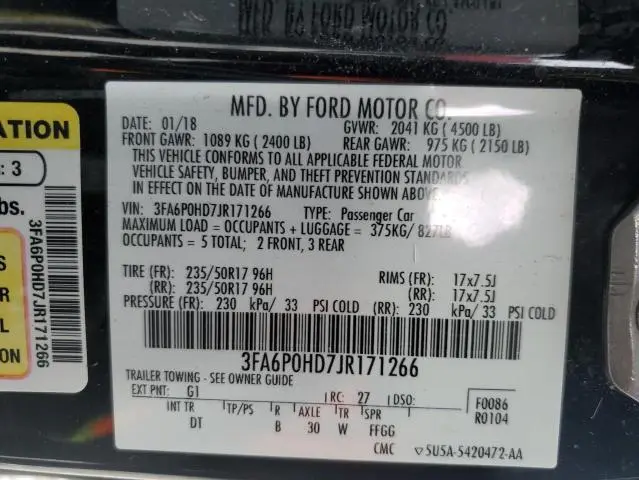 MFD. BY FORD MOTOR CO.
DATE: 01/18 GVWR: 2041 KG ( 4500 LB)
FRONT GAWR: 1089 KG ( 2400 LB) REAR GAWR: 975 KG ( 2150 LB)
THIS VEHICLE CONFORMS TO ALL APPLICABLE FEDERAL MOTOR
VEHICLE SAFETY, BUMPER, AND THEFT PREVENTION STANDARDS
IN EFFECT ON THE DATE OF MANUFACTURE SHOWN ABOVE.
VIN: 3FA6P0HD7JR171266 TYPE: Passenger Car
MAXIMUM LOAD = OCCUPANTS + LUGGAGE = 375KG/ 827LB
OCCUPANTS = 5 TOTAL; 2 FRONT, 3 REAR
TIRE (FR): 235/50R17 96H RIMS (FR): 17x7.5J
(RR): 235/50R17 96H (RR): 17x7.5J
PRESSURE (FR): 230 kPa/ 33 PSI COLD (RR) 230 kPa/ 33 PSI COLD
3FA6P0HD7JR171266
TRAILER TOWING - SEE OWNER GUIDE
EXT PNT: G1 RC: 27 DSO:
INT TR TP/PS R AXLE TR SPR
DT B 30 W FFGG
F0086
R0104
CMC 5U5A-5420472-AA
ATION
: 3
bs.
S
R
L
S
3FA6P0HD7JR171266